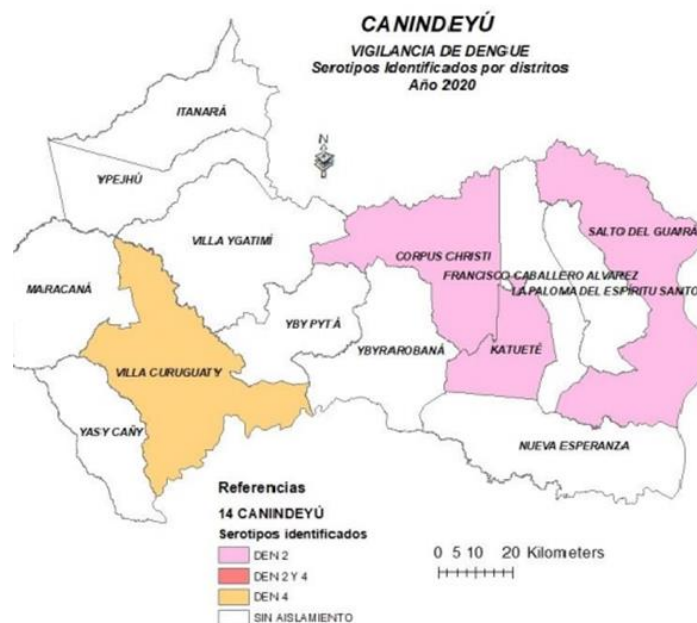 CANINDEYÚ
VIGILANCIA DE DENGUE
Serotipos Identificados por distritos
Año 2020
ITANARÁ
N
YPEJHÚ
VILLA YGATIMÍ
SALTO DEL GUAIRÁ
CORPUS CHRISTI
FRANCISCO CABALLERO ALVAREZ
MARACANÁ
LA PALOMA DEL ESPIRITU SANTO
YBY PYTÁ
YBYRAROBANÁ
KATUETÉ
VILLA CURUGUATY
YASY CAÑY
NUEVA ESPERANZA
Referencias
14 CANINDEYÚ
Serotipos identificados
DEN 2
DEN 2 Y 4
DEN 4
SIN AISLAMIENTO
0 5 10 20 Kilometers